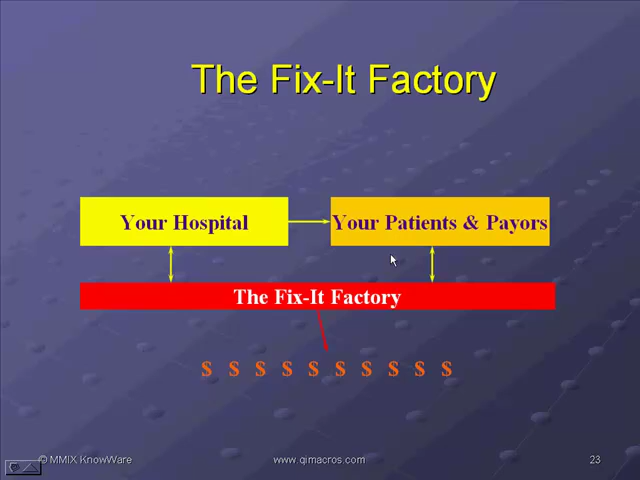 The Fix-It Factory
Your Hospital
Your Patients & Payors
The Fix-It Factory
$ $ $ $ $ $ $ $ $ $
© MMIX KnowWare
www.qimacros.com
23